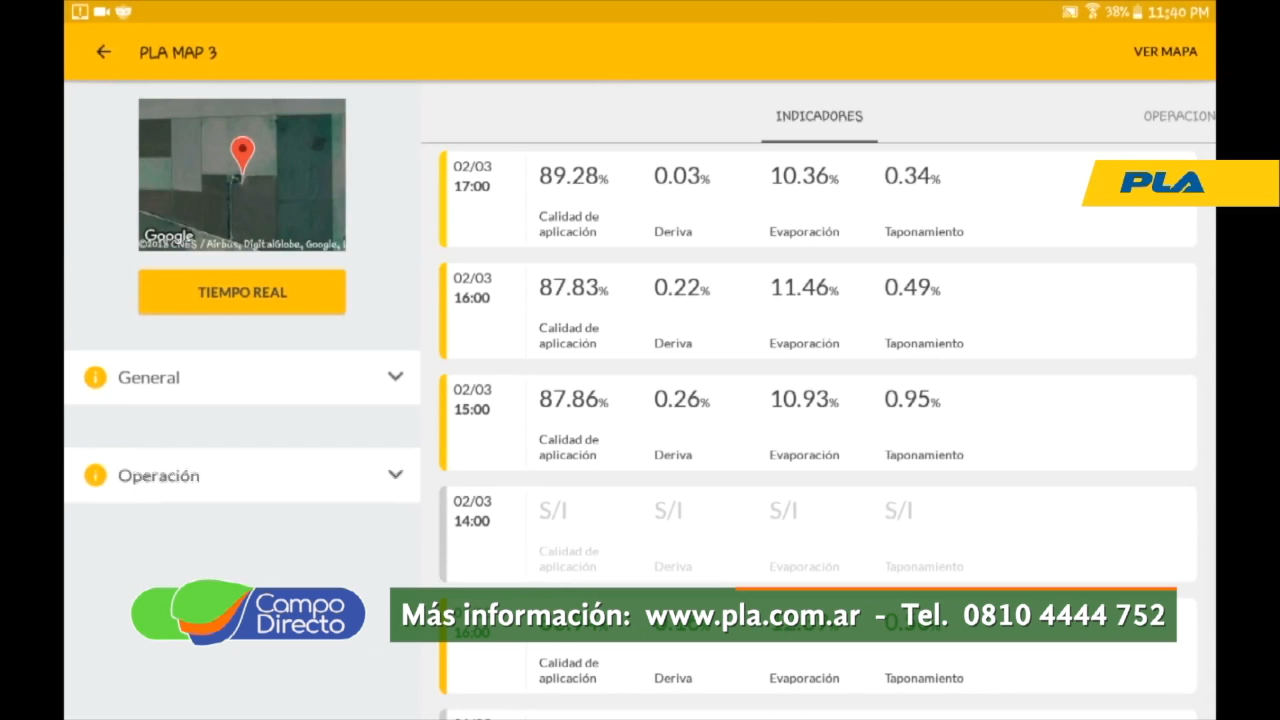 38% 11:40 PM
PLA MAP 3
VER MAPA
INDICADORES
OPERACION
Google
TIEMPO REAL
General
Operación
02/03
17:00
89.28% 0.03% 10.36% 0.34%
Calidad de
aplicación Deriva Evaporación Taponamiento
PLA
02/03
16:00
87.83% 0.22% 11.46% 0.49%
Calidad de
aplicación Deriva Evaporación Taponamiento
02/03
15:00
87.86% 0.26% 10.93% 0.95%
Calidad de
aplicación Deriva Evaporación Taponamiento
02/03
14:00
S/I S/I S/I S/I
Calidad de
aplicación Deriva Evaporación Taponamiento
Campo
Directo
Más información: www.pla.com.ar - Tel. 0810 4444 752
16:00
Calidad de
aplicación Deriva Evaporación Taponamiento